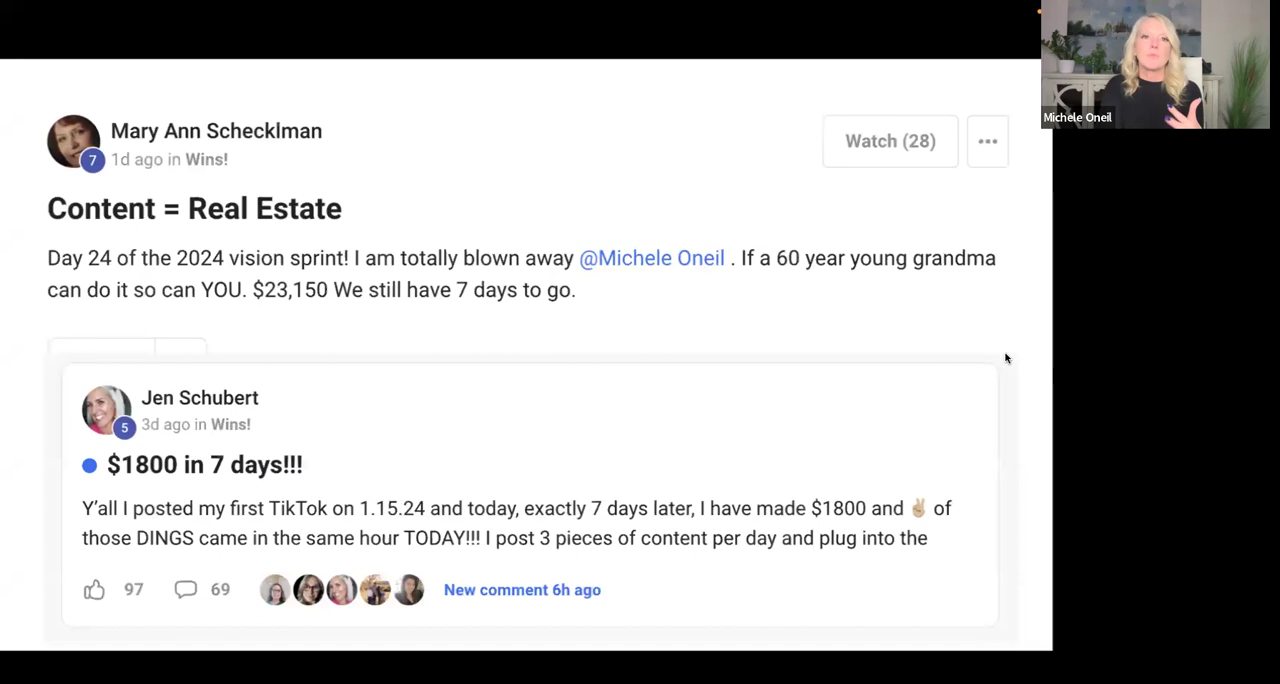 Michele Oneil
Mary Ann Schecklman
7
1d ago in Wins!
Watch (28)
Content = Real Estate
Day 24 of the 2024 vision sprint! I am totally blown away @Michele Oneil . If a 60 year young grandma
can do it so can YOU. $23,150 We still have 7 days to go.
Jen Schubert
5
3d ago in Wins!
$1800 in 7 days!!!
Y'all I posted my first TikTok on 1.15.24 and today, exactly 7 days later, I have made $1800 and ✌🏼 of
those DINGS came in the same hour TODAY!!! I post 3 pieces of content per day and plug into the
97 69 New comment 6h ago